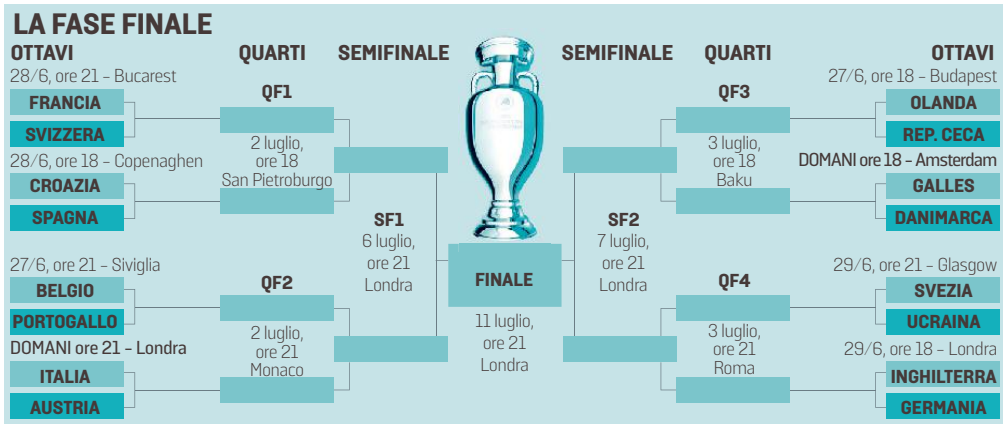 LA FASE FINALE
OTTAVI
QUARTI
SEMIFINALE
SEMIFINALE
QUARTI
OTTAVI
28/6, ore 21 – Bucarest
FRANCIA
SVIZZERA
28/6, ore 18 – Copenaghen
CROAZIA
SPAGNA
27/6, ore 21 – Siviglia
BELGIO
PORTOGALLO
DOMANI ore 21 – Londra
ITALIA
AUSTRIA
QF1
2 luglio,
ore 18
San Pietroburgo
QF2
2 luglio,
ore 21
Monaco
SF1
6 luglio,
ore 21
Londra
FINALE
11 luglio,
ore 21
Londra
SF2
7 luglio,
ore 21
Londra
QF3
3 luglio,
ore 18
Baku
QF4
3 luglio,
ore 21
Roma
27/6, ore 18 – Budapest
OLANDA
REP. CECA
DOMANI ore 18 – Amsterdam
GALLES
DANIMARCA
29/6, ore 21 – Glasgow
SVEZIA
UCRAINA
29/6, ore 18 – Londra
INGHILTERRA
GERMANIA